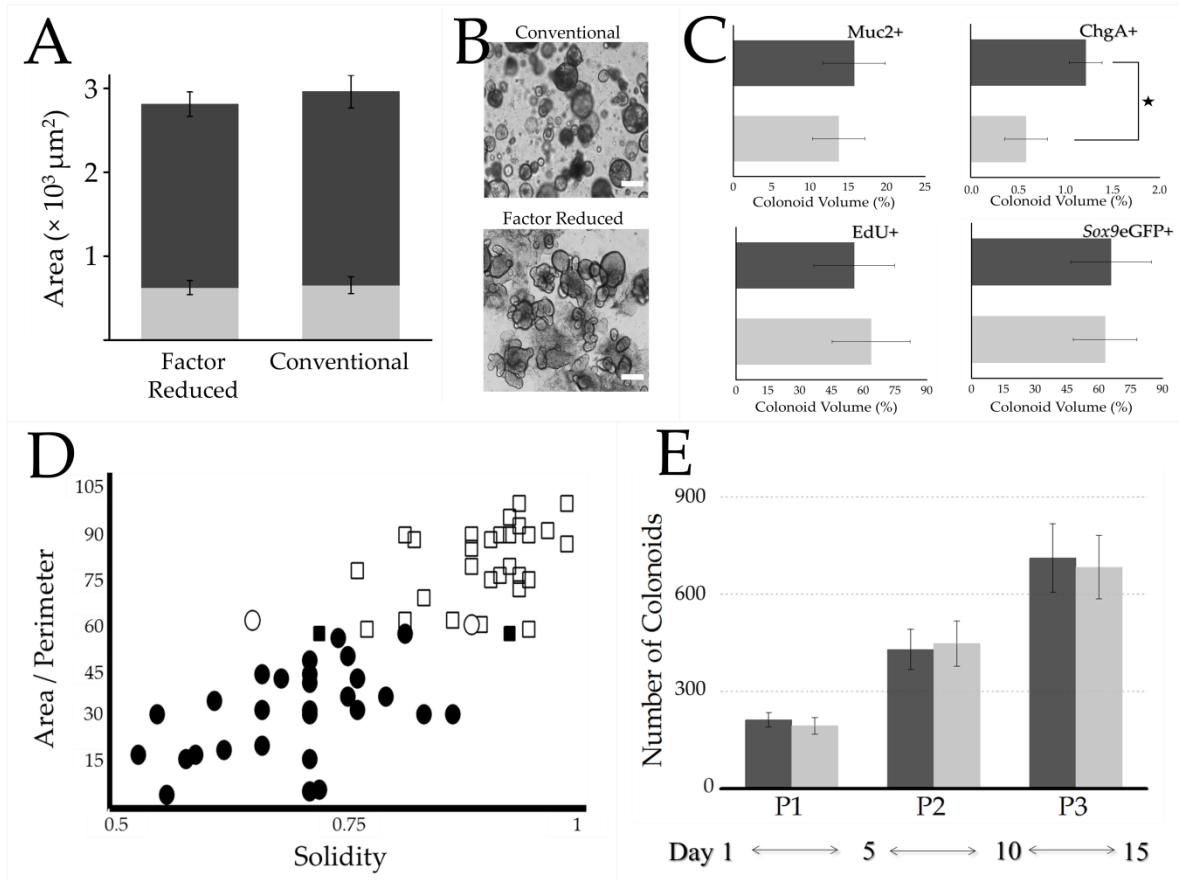 A
Area (× 10³ µm²)
3
2
1
Factor
Reduced
Conventional
B
Conventional
Factor Reduced
C
Muc2+
0 5 10 15 20 25
Colonoid Volume (%)
ChgA+
★
0.0 0.5 1.0 1.5 2.0
Colonoid Volume (%)
EdU+
0 15 30 45 60 75 90
Colonoid Volume (%)
Sox9eGFP+
0 15 30 45 60 75 90
Colonoid Volume (%)
D
Area / Perimeter
105
90
75
60
45
30
15
0.5 0.75 1
Solidity
E
Number of Colonoids
900
600
300
0
P1 P2 P3
Day 1 5 10 15